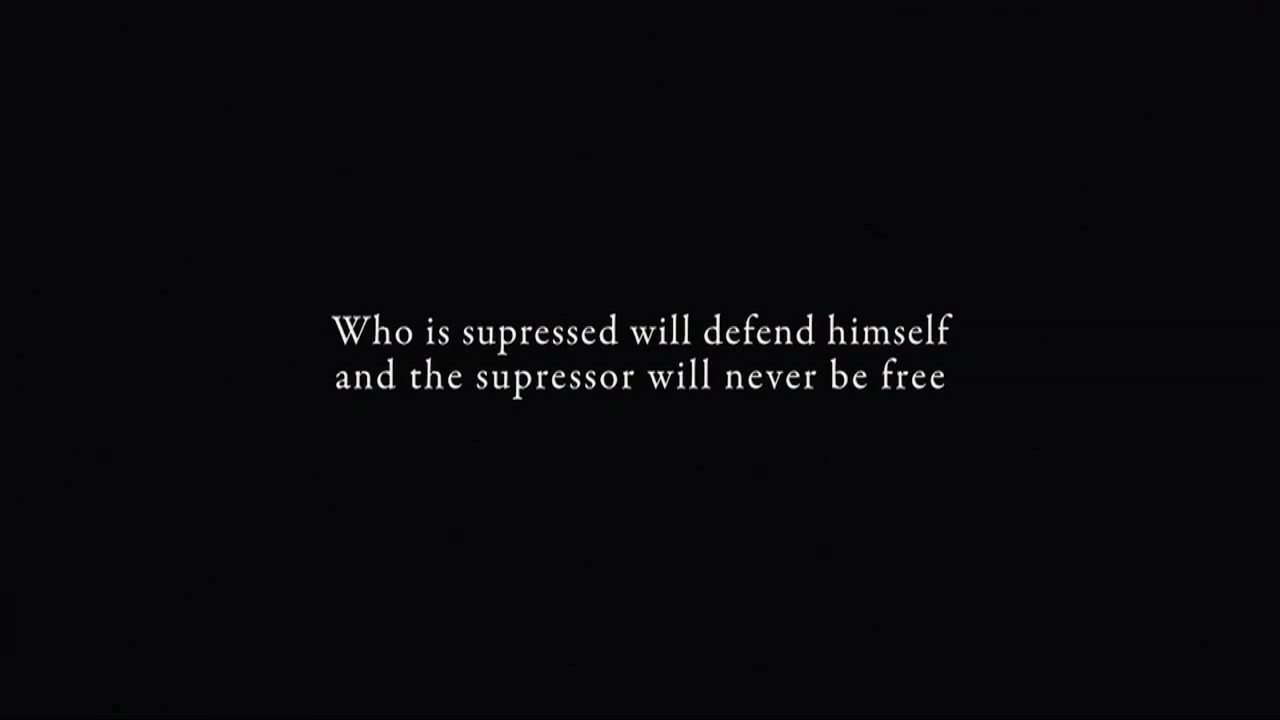 Who is supressed will defend himself
and the supressor will never be free